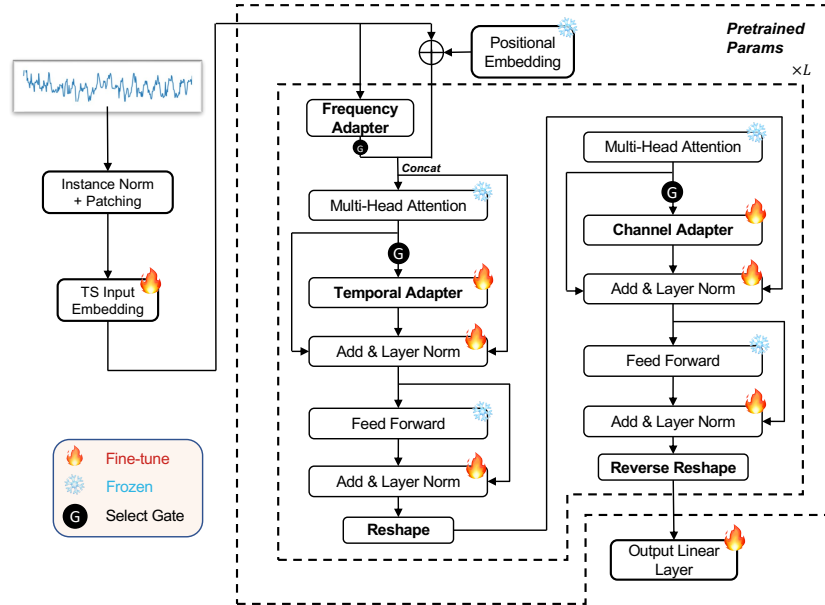 Pretrained
Params
×L
Positional
Embedding
Frequency
Adapter
G
Concat
Instance Norm
+ Patching
TS Input
Embedding
Multi-Head Attention
G
Temporal Adapter
Add & Layer Norm
Feed Forward
Add & Layer Norm
Reshape
Multi-Head Attention
G
Channel Adapter
Add & Layer Norm
Feed Forward
Add & Layer Norm
Reverse Reshape
Output Linear
Layer
Fine-tune
Frozen
G Select Gate